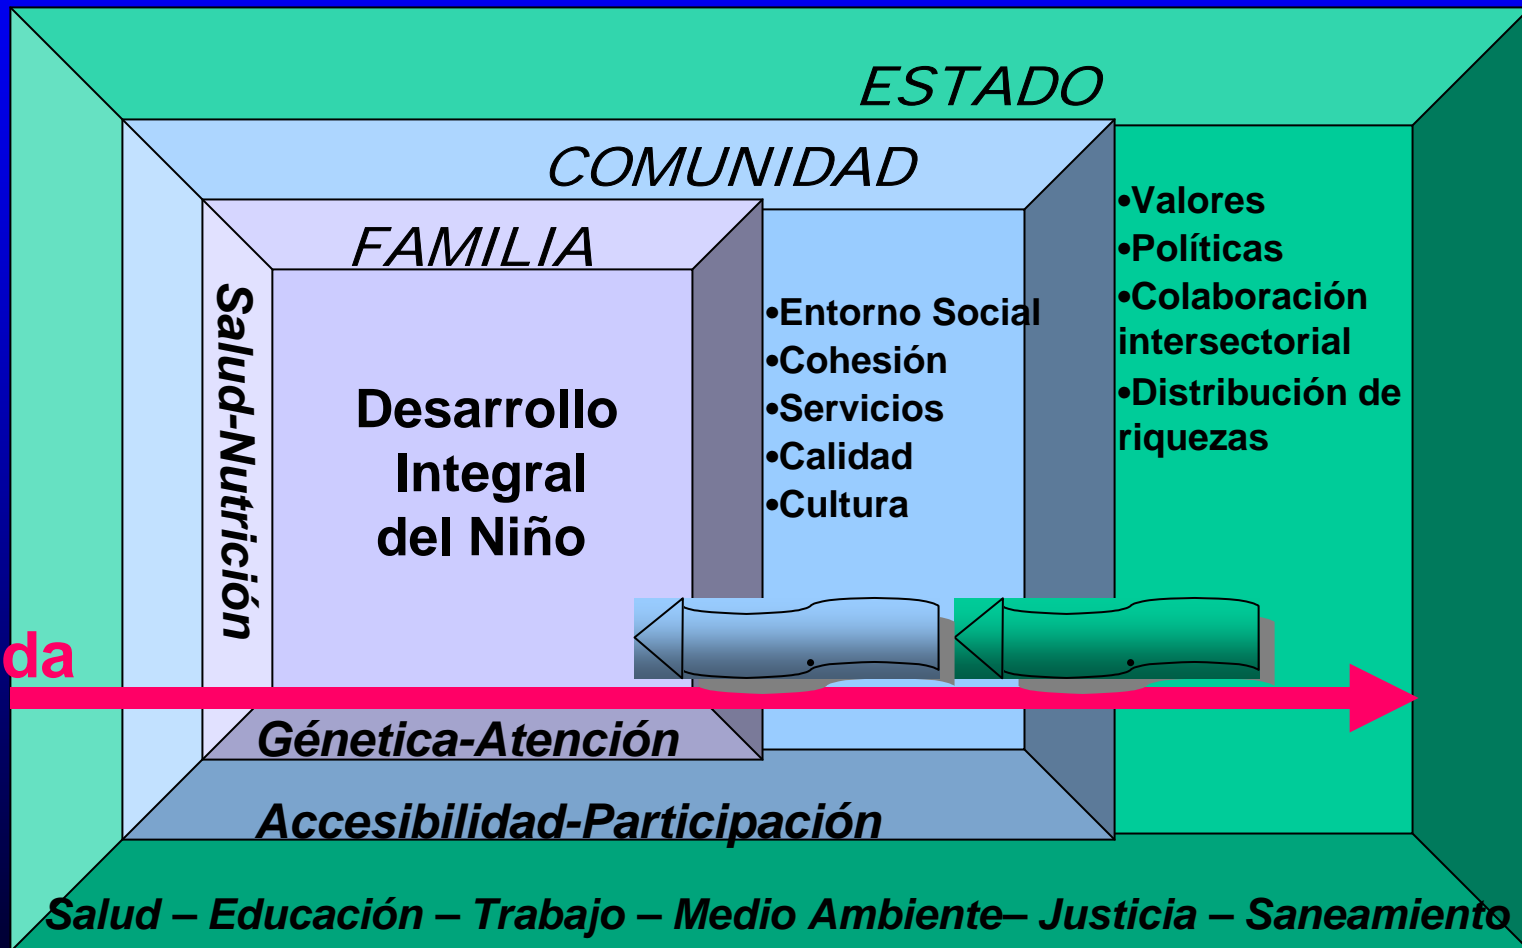 ESTADO
COMUNIDAD
FAMILIA
Salud-Nutrición
Desarrollo
Integral
del Niño
•Entorno Social
•Cohesión
•Servicios
•Calidad
•Cultura
•Valores
•Políticas
•Colaboración
intersectorial
•Distribución de
riquezas
da
Génetica-Atención
Accesibilidad-Participación
Salud – Educación – Trabajo – Medio Ambiente– Justicia – Saneamiento